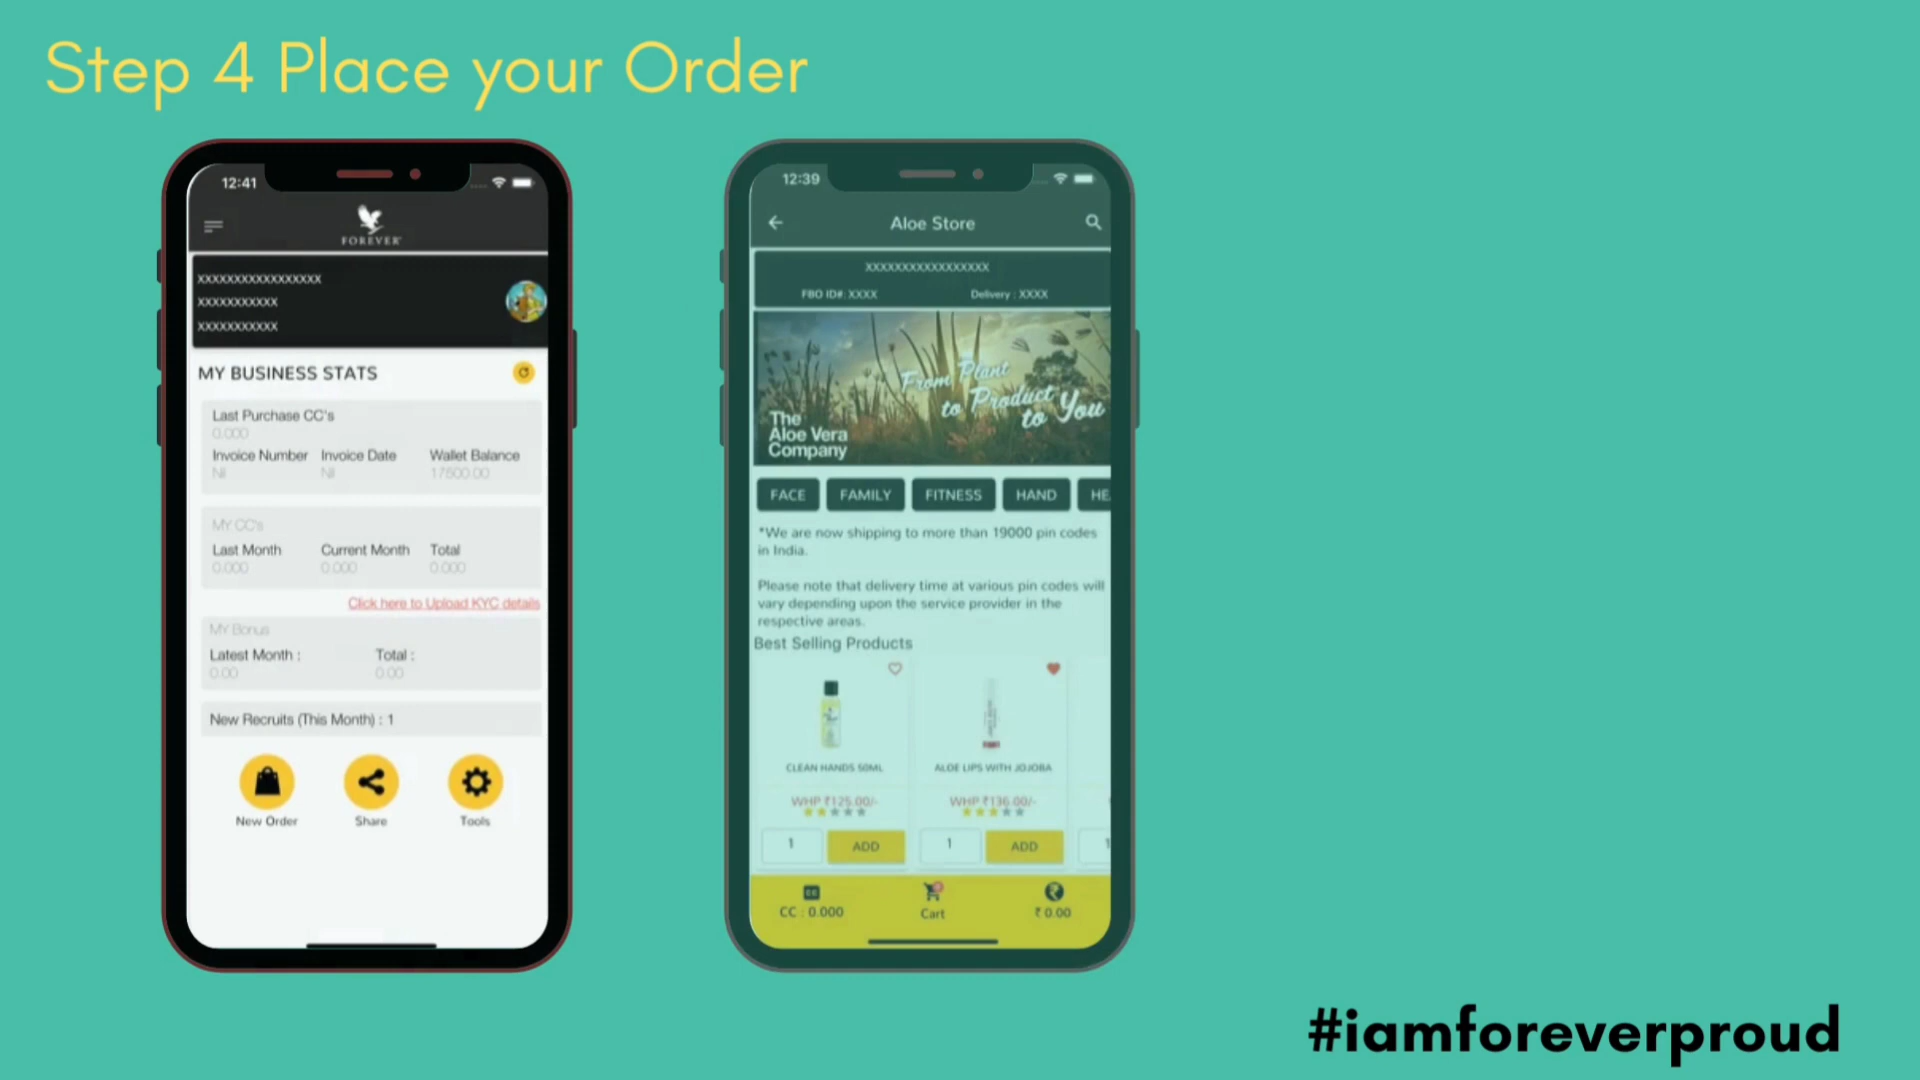 Step 4 Place your Order
12:41
FOREVER
xxxxxxxxxxxxxxxxx
xxxxxxxxxxx
xxxxxxxxxxx
MY BUSINESS STATS
Last Purchase CC's
0.000
Invoice Number Invoice Date Wallet Balance
Nil Nil 17500.00
MY CC's
Last Month Current Month Total
0.000 0.000 0.000
Click here to Upload KYC details
MY Bonus
Latest Month : Total :
0.00 0.00
New Recruits (This Month) : 1
New Order Share Tools
12:39
Aloe Store
xxxxxxxxxxxxxxxxx
FBO ID#: XXXX Delivery : XXXX
From Plant
to Product
to You
The
Aloe Vera
Company
FACE FAMILY FITNESS HAND HE
*We are now shipping to more than 19000 pin codes
in India.
Please note that delivery time at various pin codes will
vary depending upon the service provider in the
respective areas.
Best Selling Products
CLEAN HANDS 50ML ALOE LIPS WITH JOJOBA
WHP ₹125.00/- WHP ₹136.00/-
1 ADD 1 ADD 1
CC : 0.000 Cart ₹ 0.00
#iamforeverproud